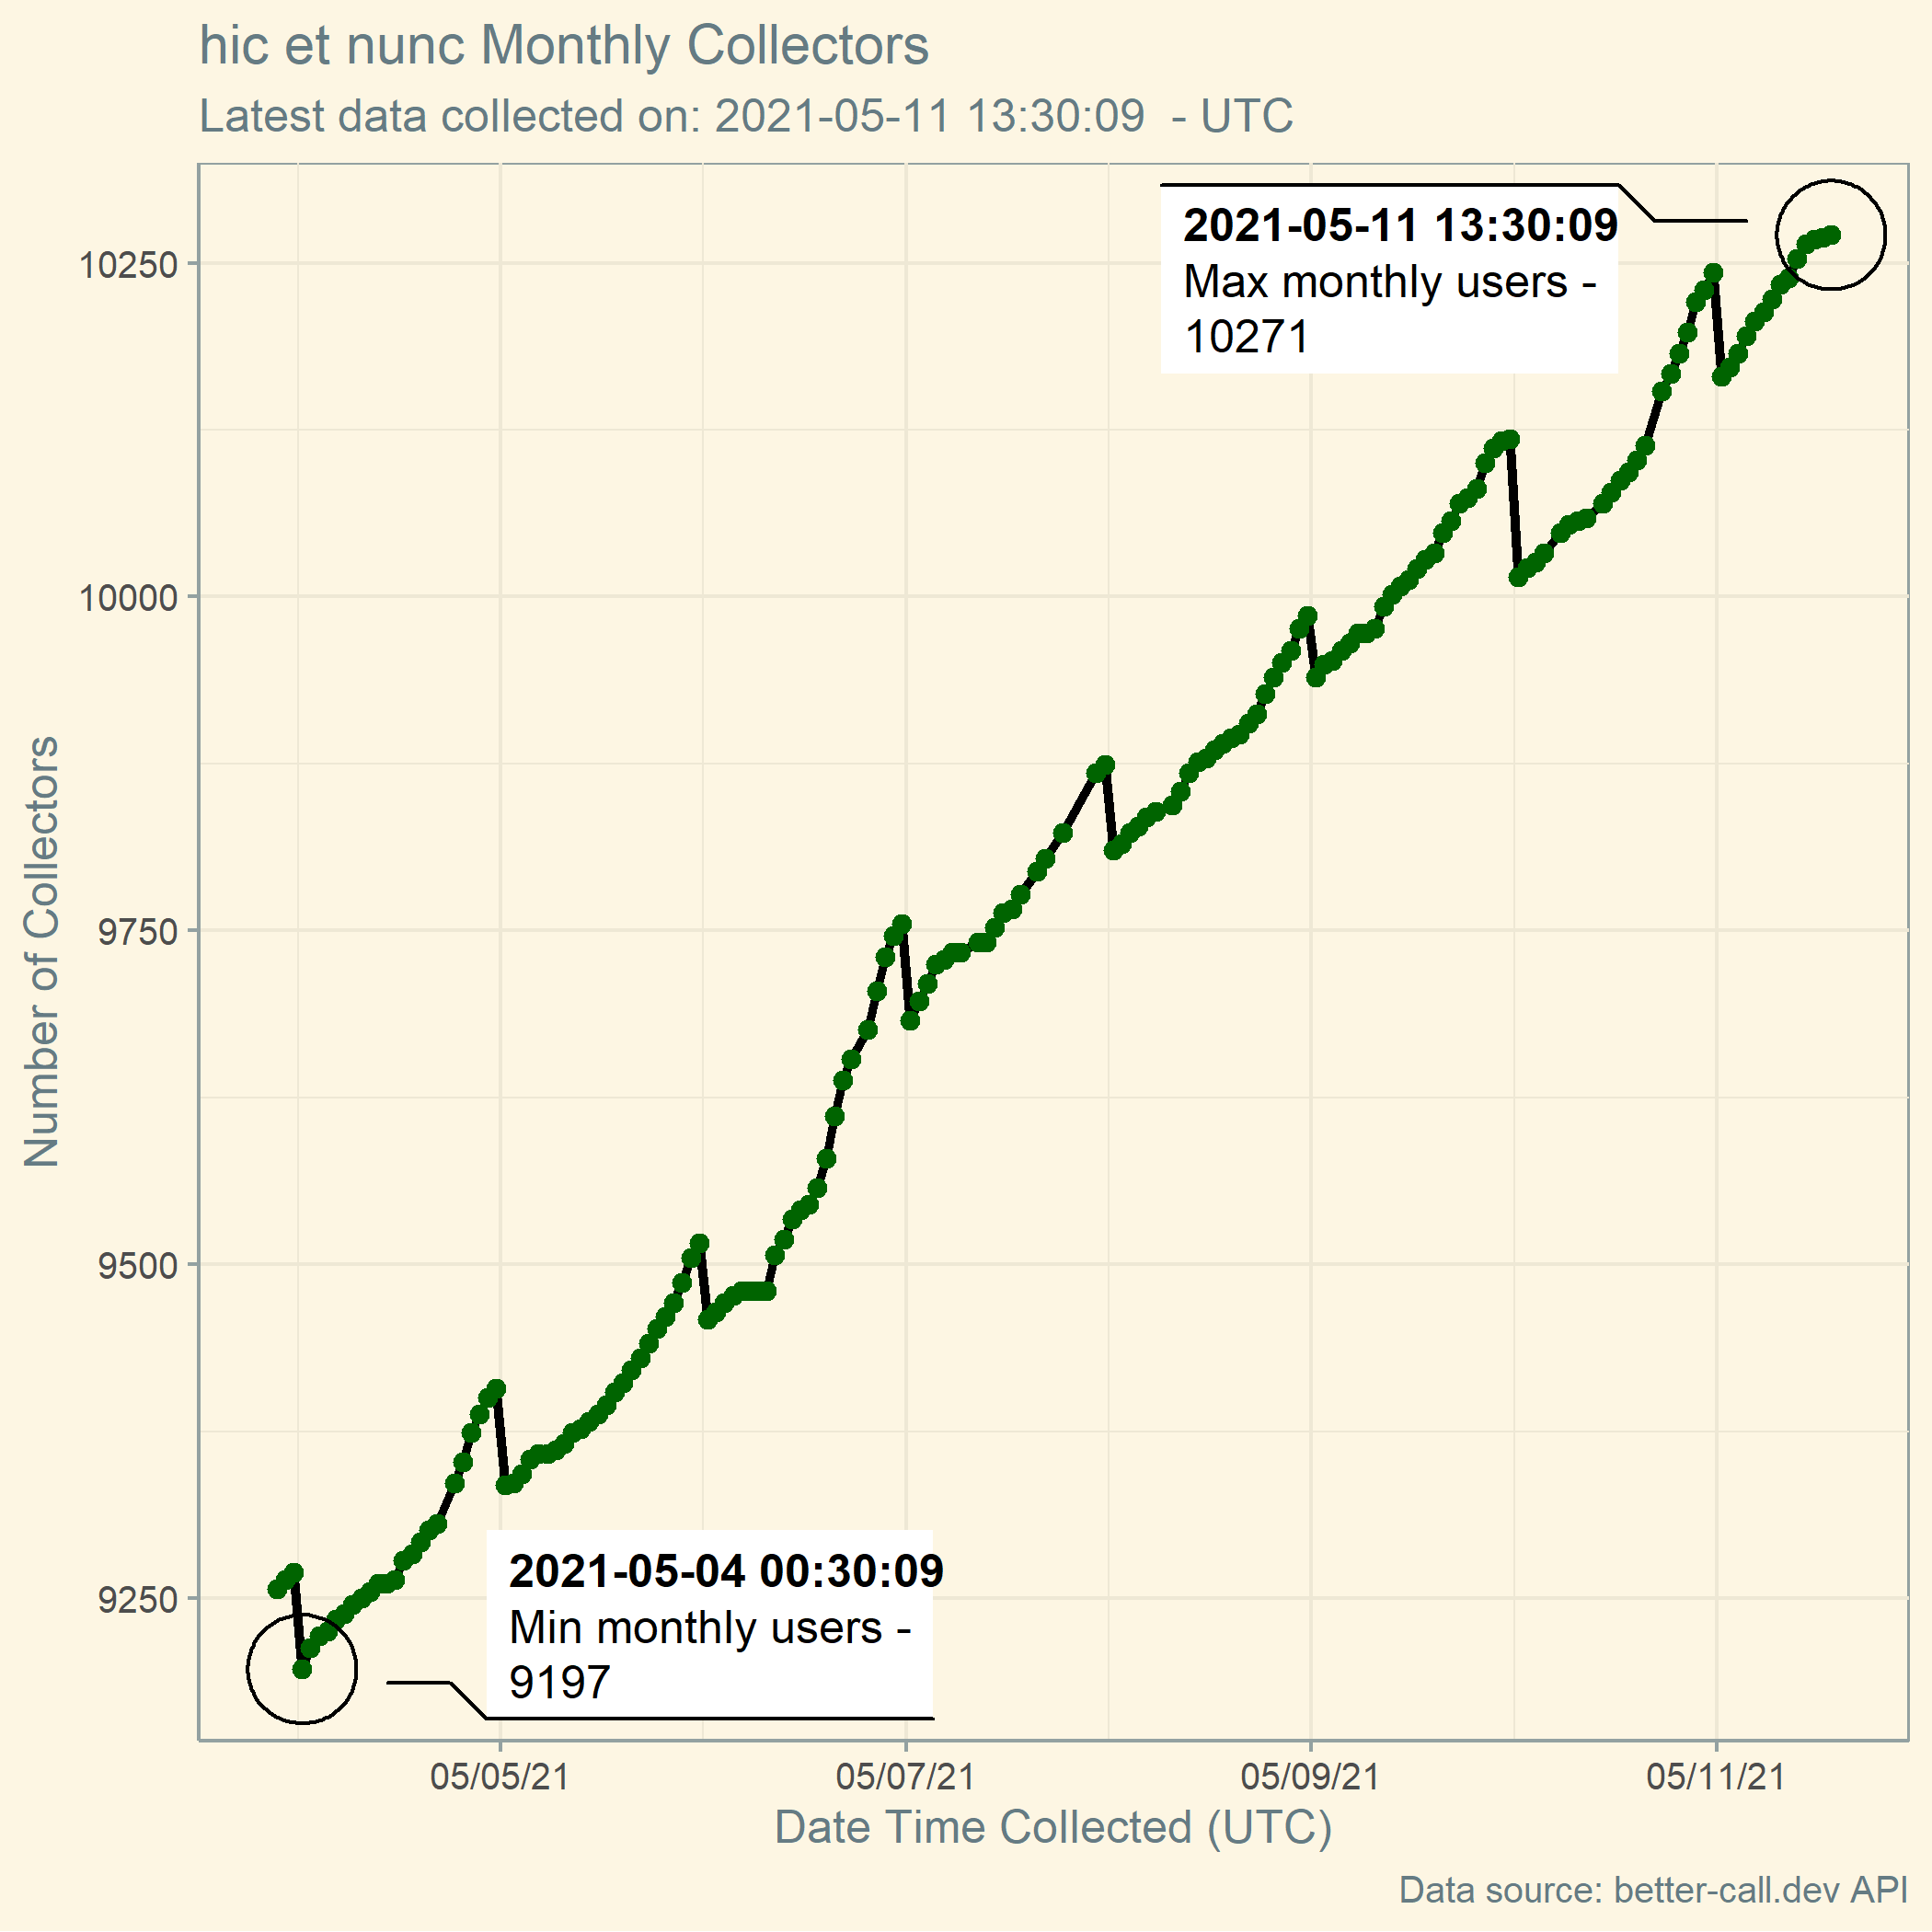 hic et nunc Monthly Collectors
Latest data collected on: 2021-05-11 13:30:09  - UTC
2021-05-11 13:30:09
Max monthly users -
10271
10250
10000
9750
9500
9250
Number of Collectors
2021-05-04 00:30:09
Min monthly users -
9197
05/05/21
05/07/21
05/09/21
05/11/21
Date Time Collected (UTC)
Data source: better-call.dev API